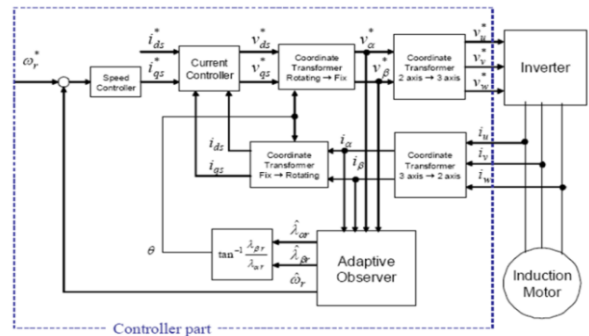 i*ds
v*ds
v*α
v*u
ω*r
i*qs
Speed
Controller
Current
Controller
v*qs
Coordinate
Transformer
Rotating → Fix
v*β
Coordinate
Transformer
2 axis → 3 axis
v*v
v*w
Inverter
ids
iqs
Coordinate
Transformer
Fix → Rotating
iα
iβ
Coordinate
Transformer
3 axis → 2 axis
iu
iv
iw
θ
tan⁻¹ λβr / λαr
λ̂αr
λ̂βr
ω̂r
Adaptive
Observer
Induction
Motor
Controller part